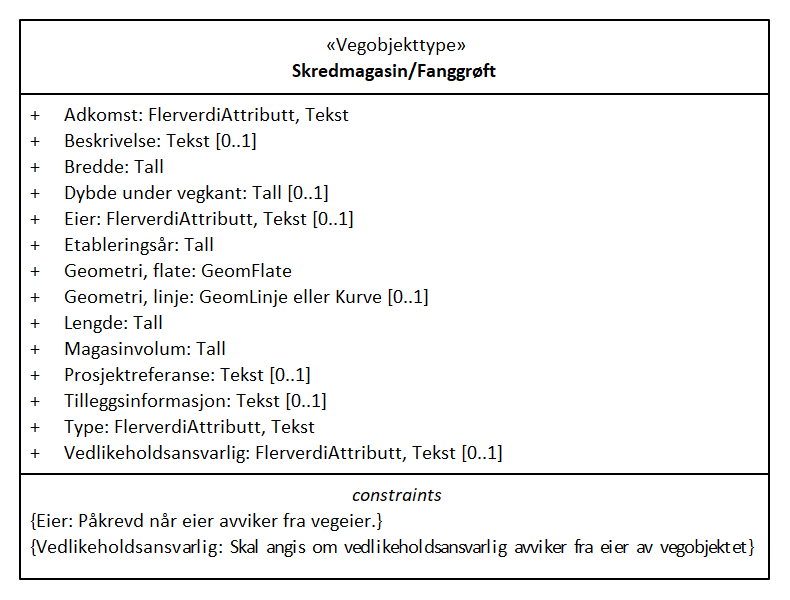 «Vegobjekttype»
Skredmagasin/Fanggrøft
+ Adkomst: FlerverdiAttributt, Tekst
+ Beskrivelse: Tekst [0..1]
+ Bredde: Tall
+ Dybde under vegkant: Tall [0..1]
+ Eier: FlerverdiAttributt, Tekst [0..1]
+ Etableringsår: Tall
+ Geometri, flate: GeomFlate
+ Geometri, linje: GeomLinje eller Kurve [0..1]
+ Lengde: Tall
+ Magasinvolum: Tall
+ Prosjektreferanse: Tekst [0..1]
+ Tilleggsinformasjon: Tekst [0..1]
+ Type: FlerverdiAttributt, Tekst
+ Vedlikeholdsansvarlig: FlerverdiAttributt, Tekst [0..1]
constraints
{Eier: Påkrevd når eier avviker fra vegeier.}
{Vedlikeholdsansvarlig: Skal angis om vedlikeholdsansvarlig avviker fra eier av vegobjektet}